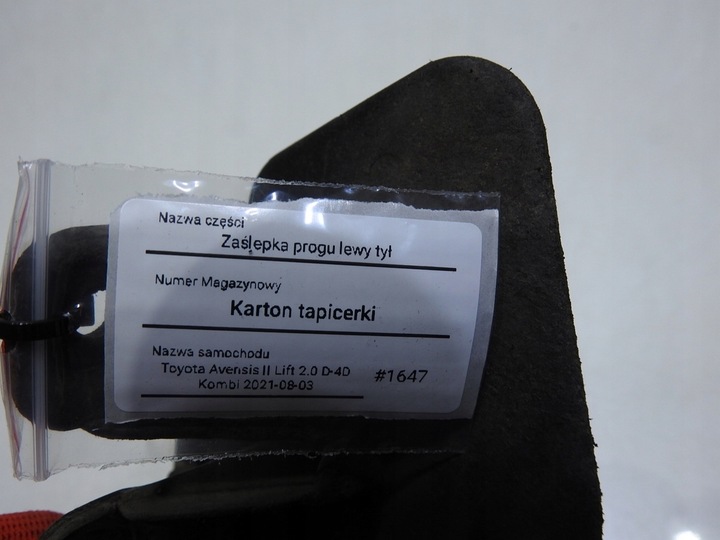 Nazwa części
Zaślepka progu lewy tył
Numer Magazynowy
Karton tapicerki
Nazwa samochodu
Toyota Avensis II Lift 2.0 D-4D
Kombi 2021-08-03
#1647